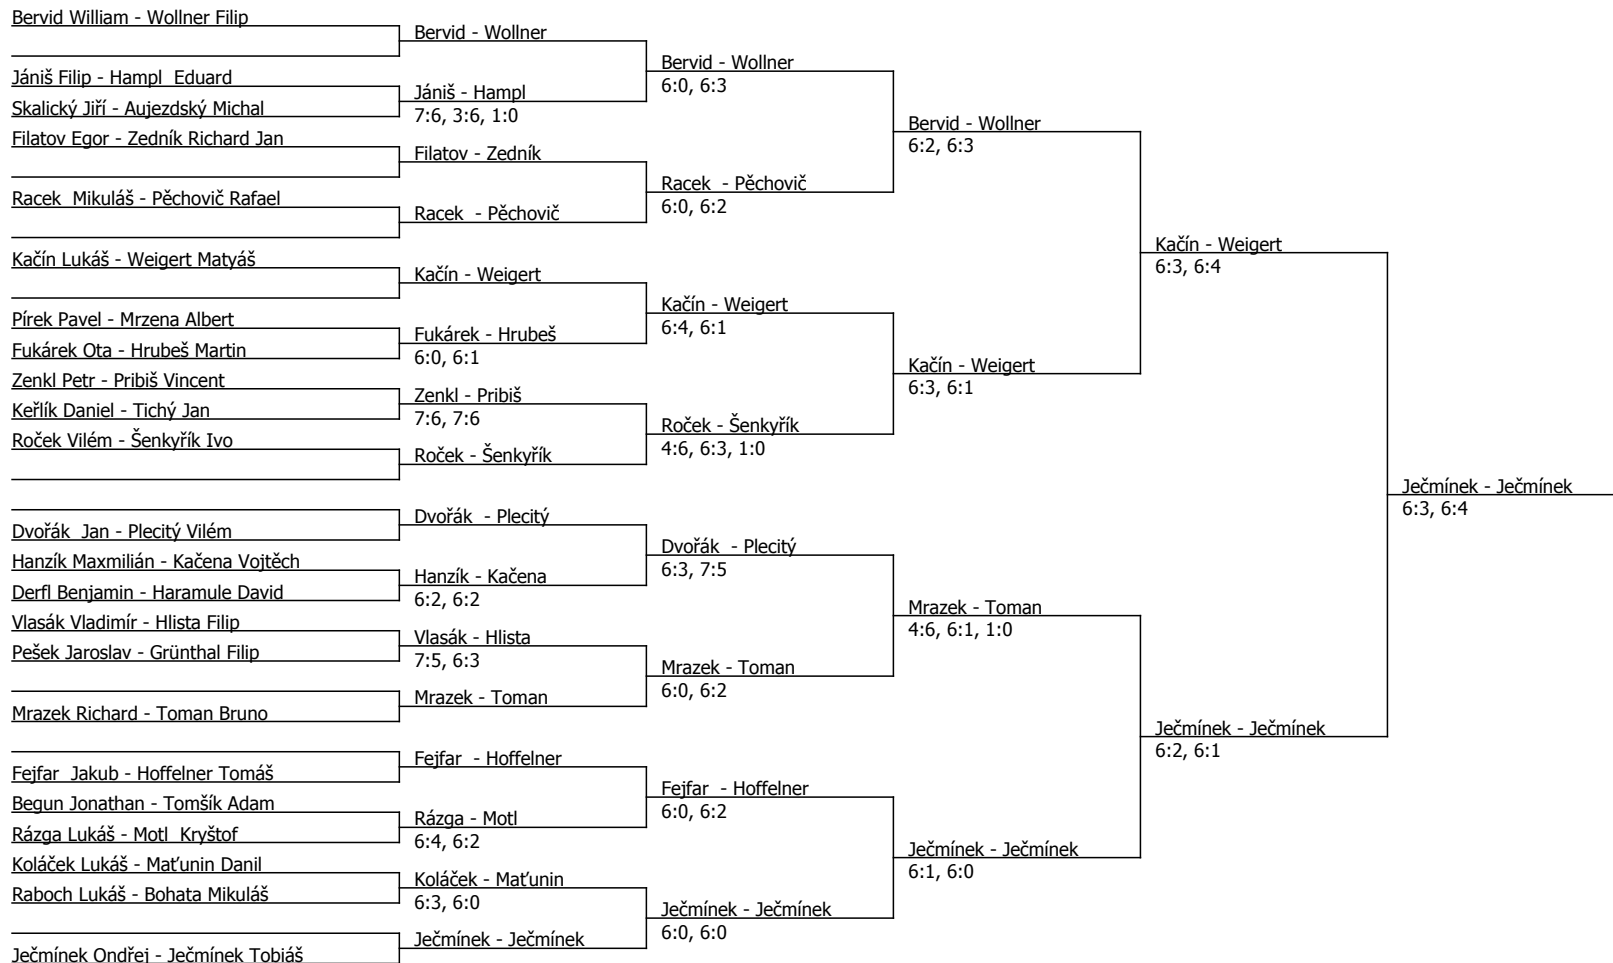 Bervid William - Wollner Filip
Jániš Filip - Hampl  Eduard
Skalický Jiří - Aujezdský Michal
Filatov Egor - Zedník Richard Jan
Racek  Mikuláš - Pěchovič Rafael
Kačín Lukáš - Weigert Matyáš
Pírek Pavel - Mrzena Albert
Fukárek Ota - Hrubeš Martin
Zenkl Petr - Pribiš Vincent
Keřlík Daniel - Tichý Jan
Roček Vilém - Šenkyřík Ivo
Dvořák  Jan - Plecitý Vilém
Hanzík Maxmilián - Kačena Vojtěch
Derfl Benjamin - Haramule David
Vlasák Vladimír - Hlista Filip
Pešek Jaroslav - Grünthal Filip
Mrazek Richard - Toman Bruno
Fejfar  Jakub - Hoffelner Tomáš
Begun Jonathan - Tomšík Adam
Rázga Lukáš - Motl  Kryštof
Koláček Lukáš - Maťunin Danil
Raboch Lukáš - Bohata Mikuláš
Ječmínek Ondřej - Ječmínek Tobiáš
Bervid - Wollner
Jániš - Hampl
7:6, 3:6, 1:0
Filatov - Zedník
Racek  - Pěchovič
Kačín - Weigert
Fukárek - Hrubeš
6:0, 6:1
Zenkl - Pribiš
7:6, 7:6
Roček - Šenkyřík
Dvořák  - Plecitý
Hanzík - Kačena
6:2, 6:2
Vlasák - Hlista
7:5, 6:3
Mrazek - Toman
Fejfar  - Hoffelner
Rázga - Motl
6:4, 6:2
Koláček - Maťunin
6:3, 6:0
Ječmínek - Ječmínek
Bervid - Wollner
6:0, 6:3
Racek  - Pěchovič
6:0, 6:2
Kačín - Weigert
6:4, 6:1
Roček - Šenkyřík
4:6, 6:3, 1:0
Dvořák  - Plecitý
6:3, 7:5
Mrazek - Toman
6:0, 6:2
Fejfar  - Hoffelner
6:0, 6:2
Ječmínek - Ječmínek
6:0, 6:0
Bervid - Wollner
6:2, 6:3
Kačín - Weigert
6:3, 6:1
Mrazek - Toman
4:6, 6:1, 1:0
Ječmínek - Ječmínek
6:1, 6:0
Kačín - Weigert
6:3, 6:4
Ječmínek - Ječmínek
6:2, 6:1
Ječmínek - Ječmínek
6:3, 6:4